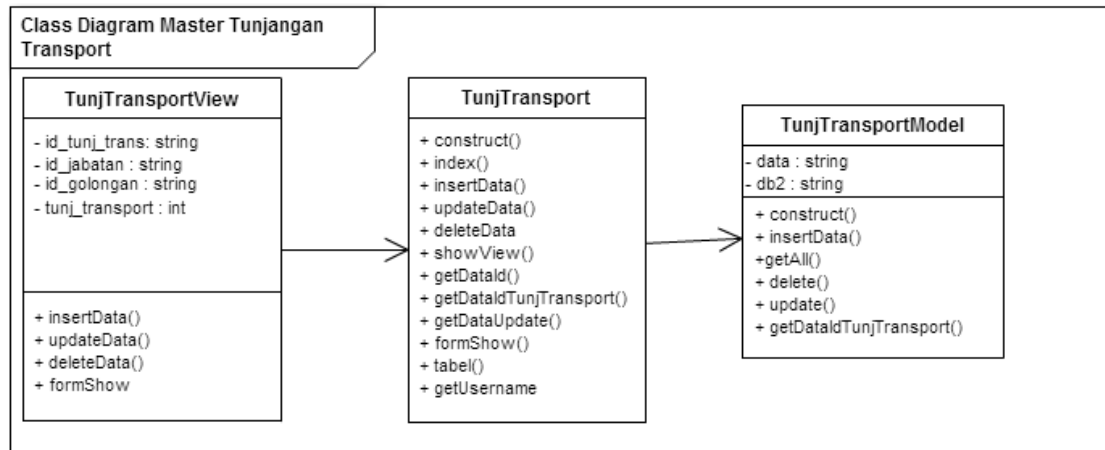 Class Diagram Master Tunjangan
Transport
TunjTransportView
- id_tunj_trans: string
- id_jabatan : string
- id_golongan : string
- tunj_transport : int
+ insertData()
+ updateData()
+ deleteData()
+ formShow
TunjTransport
+ construct()
+ index()
+ insertData()
+ updateData()
+ deleteData
+ showView()
+ getDataId()
+ getDataIdTunjTransport()
+ getDataUpdate()
+ formShow()
+ tabel()
+ getUsername
TunjTransportModel
- data : string
- db2 : string
+ construct()
+ insertData()
+getAll()
+ delete()
+ update()
+ getDataIdTunjTransport()